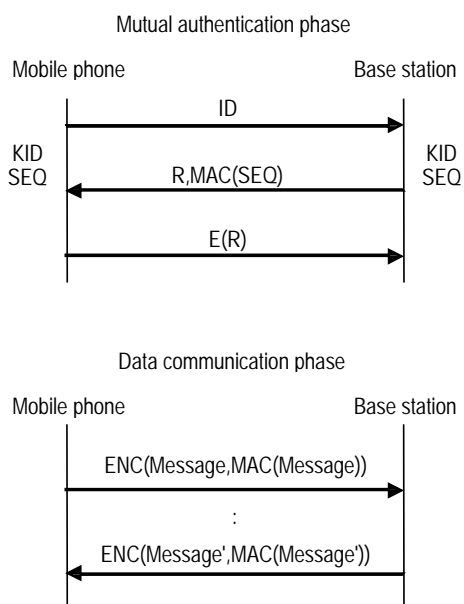 Mutual authentication phase
Mobile phone Base station
ID
KID KID
SEQ SEQ
R,MAC(SEQ)
E(R)
Data communication phase
Mobile phone Base station
ENC(Message,MAC(Message))
:
ENC(Message',MAC(Message'))